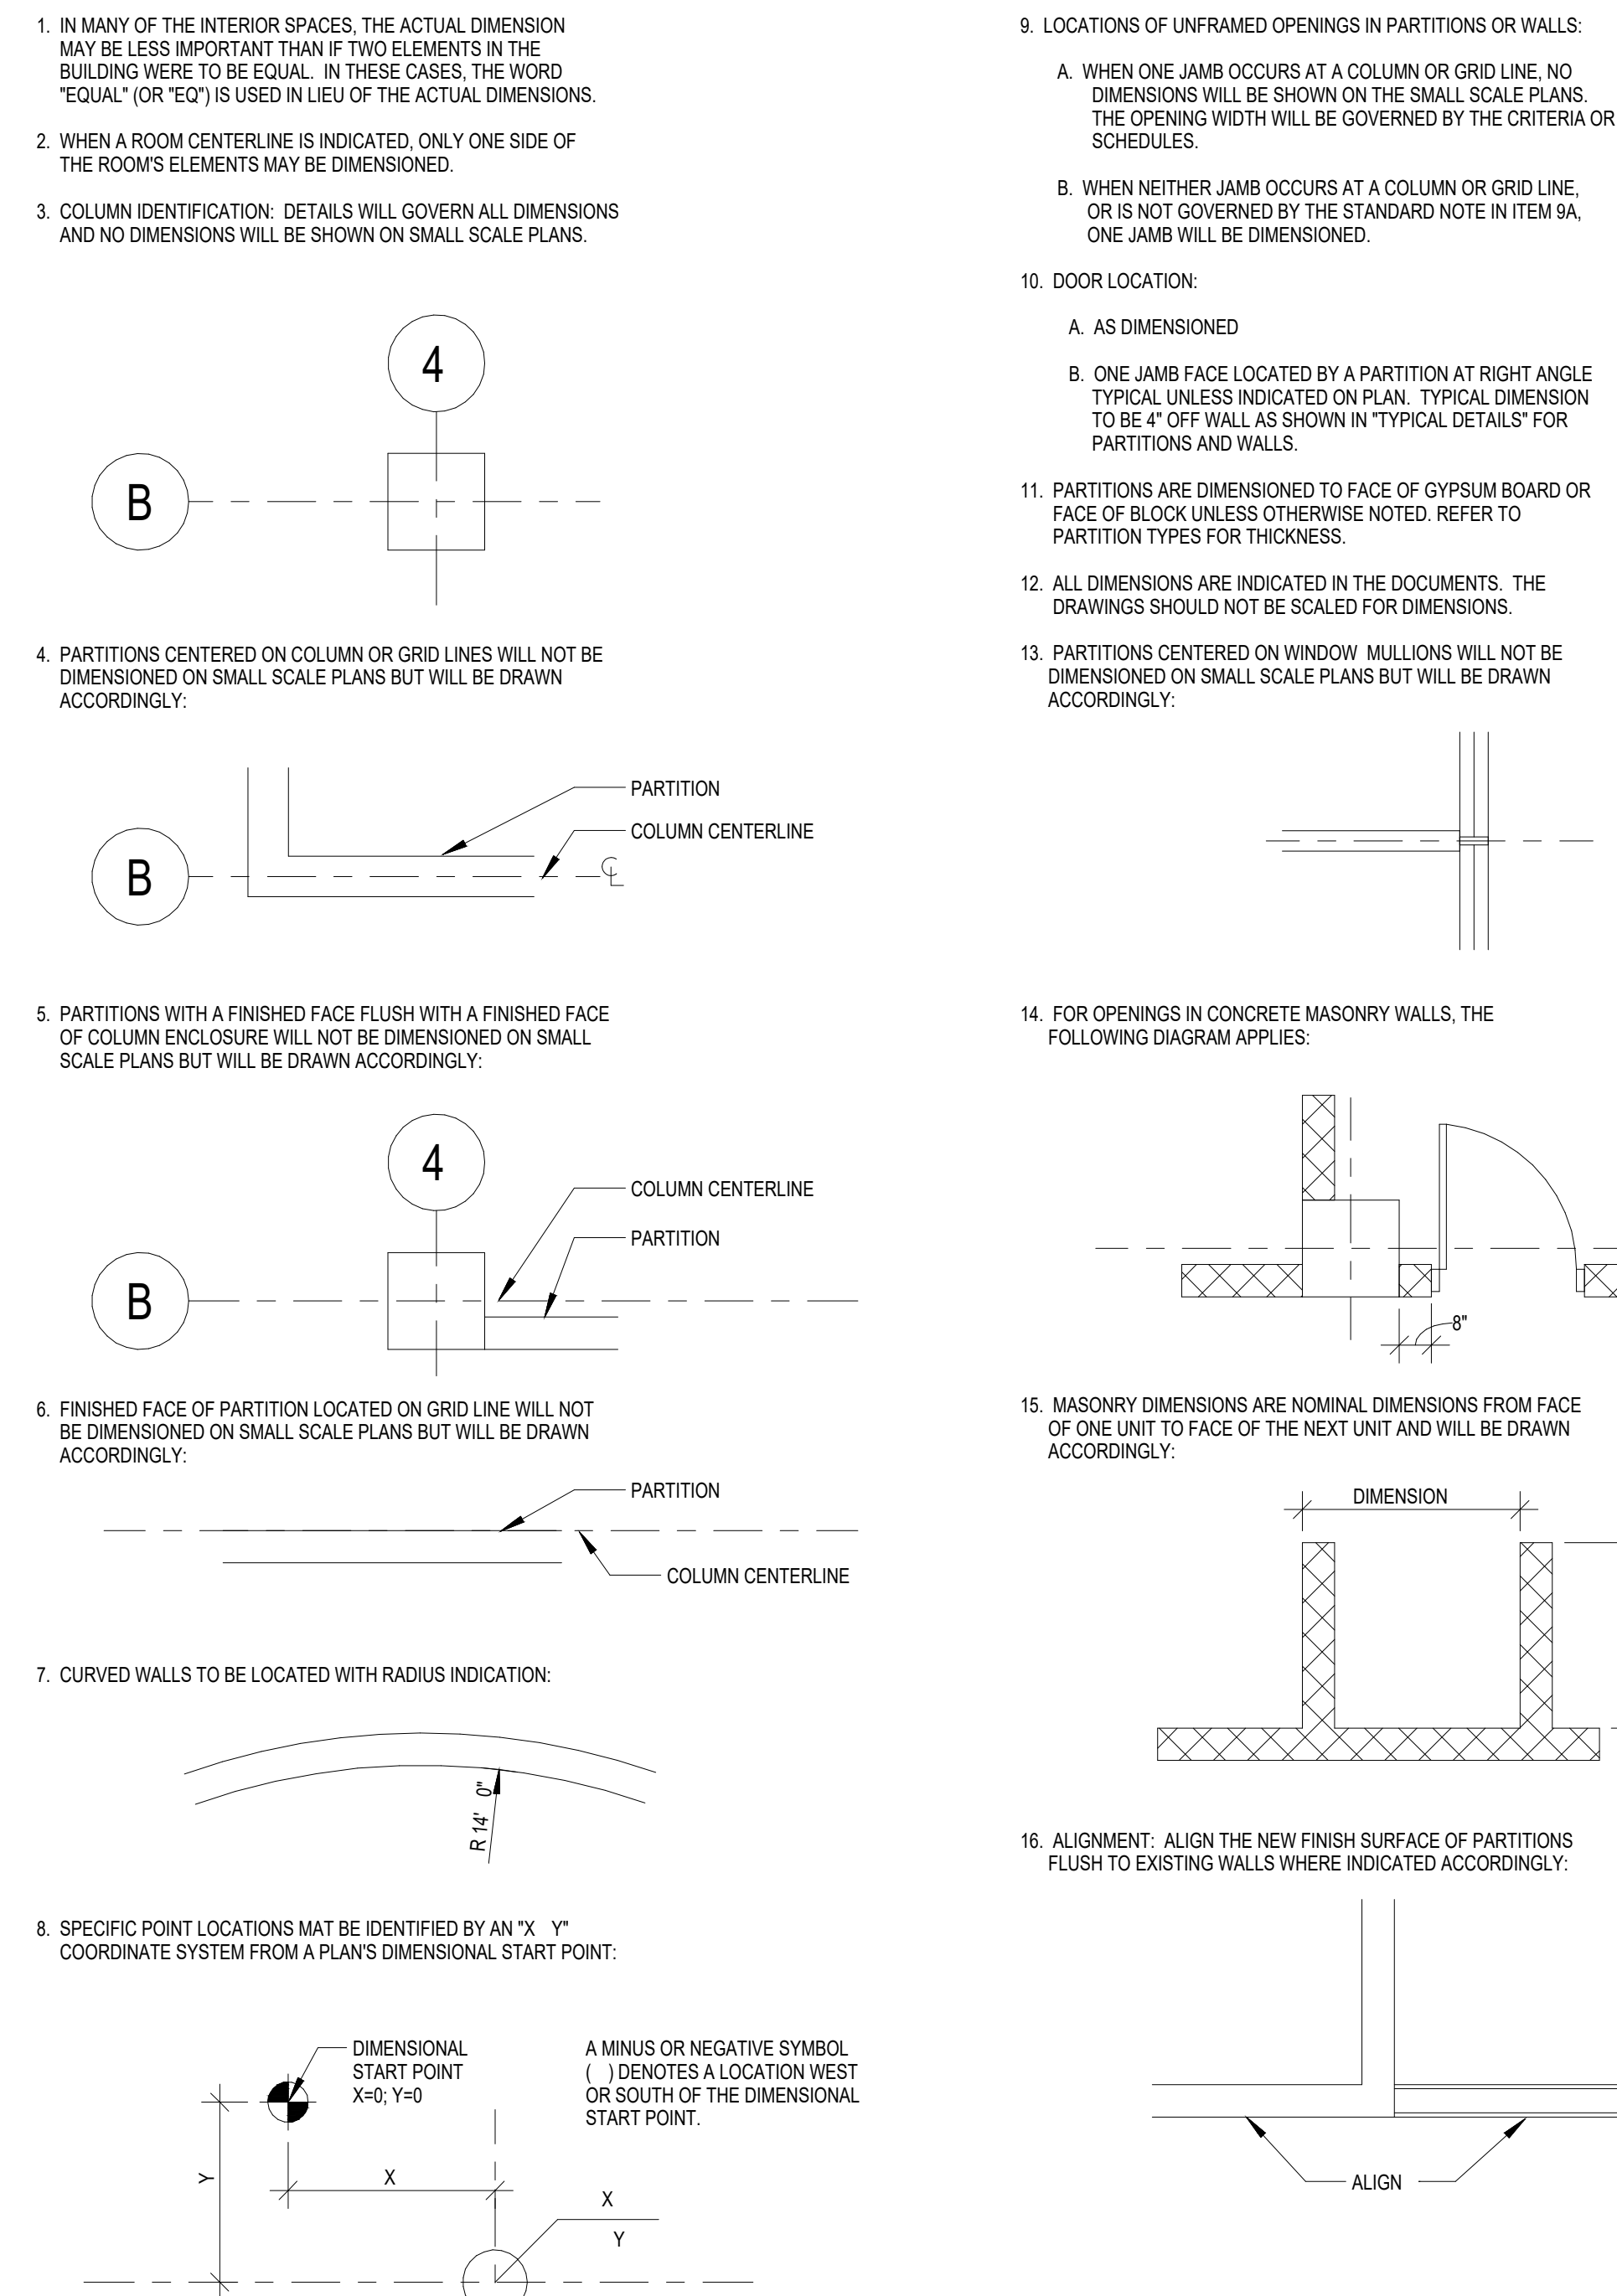 1. IN MANY OF THE INTERIOR SPACES, THE ACTUAL DIMENSION
MAY BE LESS IMPORTANT THAN IF TWO ELEMENTS IN THE
BUILDING WERE TO BE EQUAL. IN THESE CASES, THE WORD
"EQUAL" (OR "EQ") IS USED IN LIEU OF THE ACTUAL DIMENSIONS.
2. WHEN A ROOM CENTERLINE IS INDICATED, ONLY ONE SIDE OF
THE ROOM'S ELEMENTS MAY BE DIMENSIONED.
3. COLUMN IDENTIFICATION: DETAILS WILL GOVERN ALL DIMENSIONS
AND NO DIMENSIONS WILL BE SHOWN ON SMALL SCALE PLANS.
4
B
4. PARTITIONS CENTERED ON COLUMN OR GRID LINES WILL NOT BE
DIMENSIONED ON SMALL SCALE PLANS BUT WILL BE DRAWN
ACCORDINGLY:
PARTITION
COLUMN CENTERLINE
B
℄
5. PARTITIONS WITH A FINISHED FACE FLUSH WITH A FINISHED FACE
OF COLUMN ENCLOSURE WILL NOT BE DIMENSIONED ON SMALL
SCALE PLANS BUT WILL BE DRAWN ACCORDINGLY:
4
COLUMN CENTERLINE
PARTITION
B
6. FINISHED FACE OF PARTITION LOCATED ON GRID LINE WILL NOT
BE DIMENSIONED ON SMALL SCALE PLANS BUT WILL BE DRAWN
ACCORDINGLY:
PARTITION
COLUMN CENTERLINE
7. CURVED WALLS TO BE LOCATED WITH RADIUS INDICATION:
R 14' 0"
8. SPECIFIC POINT LOCATIONS MAT BE IDENTIFIED BY AN "X Y"
COORDINATE SYSTEM FROM A PLAN'S DIMENSIONAL START POINT:
DIMENSIONAL
START POINT
X=0; Y=0
A MINUS OR NEGATIVE SYMBOL
( ) DENOTES A LOCATION WEST
OR SOUTH OF THE DIMENSIONAL
START POINT.
Y
X
X
Y
9. LOCATIONS OF UNFRAMED OPENINGS IN PARTITIONS OR WALLS:
A. WHEN ONE JAMB OCCURS AT A COLUMN OR GRID LINE, NO
DIMENSIONS WILL BE SHOWN ON THE SMALL SCALE PLANS.
THE OPENING WIDTH WILL BE GOVERNED BY THE CRITERIA OR
SCHEDULES.
B. WHEN NEITHER JAMB OCCURS AT A COLUMN OR GRID LINE,
OR IS NOT GOVERNED BY THE STANDARD NOTE IN ITEM 9A,
ONE JAMB WILL BE DIMENSIONED.
10. DOOR LOCATION:
A. AS DIMENSIONED
B. ONE JAMB FACE LOCATED BY A PARTITION AT RIGHT ANGLE
TYPICAL UNLESS INDICATED ON PLAN. TYPICAL DIMENSION
TO BE 4" OFF WALL AS SHOWN IN "TYPICAL DETAILS" FOR
PARTITIONS AND WALLS.
11. PARTITIONS ARE DIMENSIONED TO FACE OF GYPSUM BOARD OR
FACE OF BLOCK UNLESS OTHERWISE NOTED. REFER TO
PARTITION TYPES FOR THICKNESS.
12. ALL DIMENSIONS ARE INDICATED IN THE DOCUMENTS. THE
DRAWINGS SHOULD NOT BE SCALED FOR DIMENSIONS.
13. PARTITIONS CENTERED ON WINDOW MULLIONS WILL NOT BE
DIMENSIONED ON SMALL SCALE PLANS BUT WILL BE DRAWN
ACCORDINGLY:
14. FOR OPENINGS IN CONCRETE MASONRY WALLS, THE
FOLLOWING DIAGRAM APPLIES:
8"
15. MASONRY DIMENSIONS ARE NOMINAL DIMENSIONS FROM FACE
OF ONE UNIT TO FACE OF THE NEXT UNIT AND WILL BE DRAWN
ACCORDINGLY:
DIMENSION
16. ALIGNMENT: ALIGN THE NEW FINISH SURFACE OF PARTITIONS
FLUSH TO EXISTING WALLS WHERE INDICATED ACCORDINGLY:
ALIGN